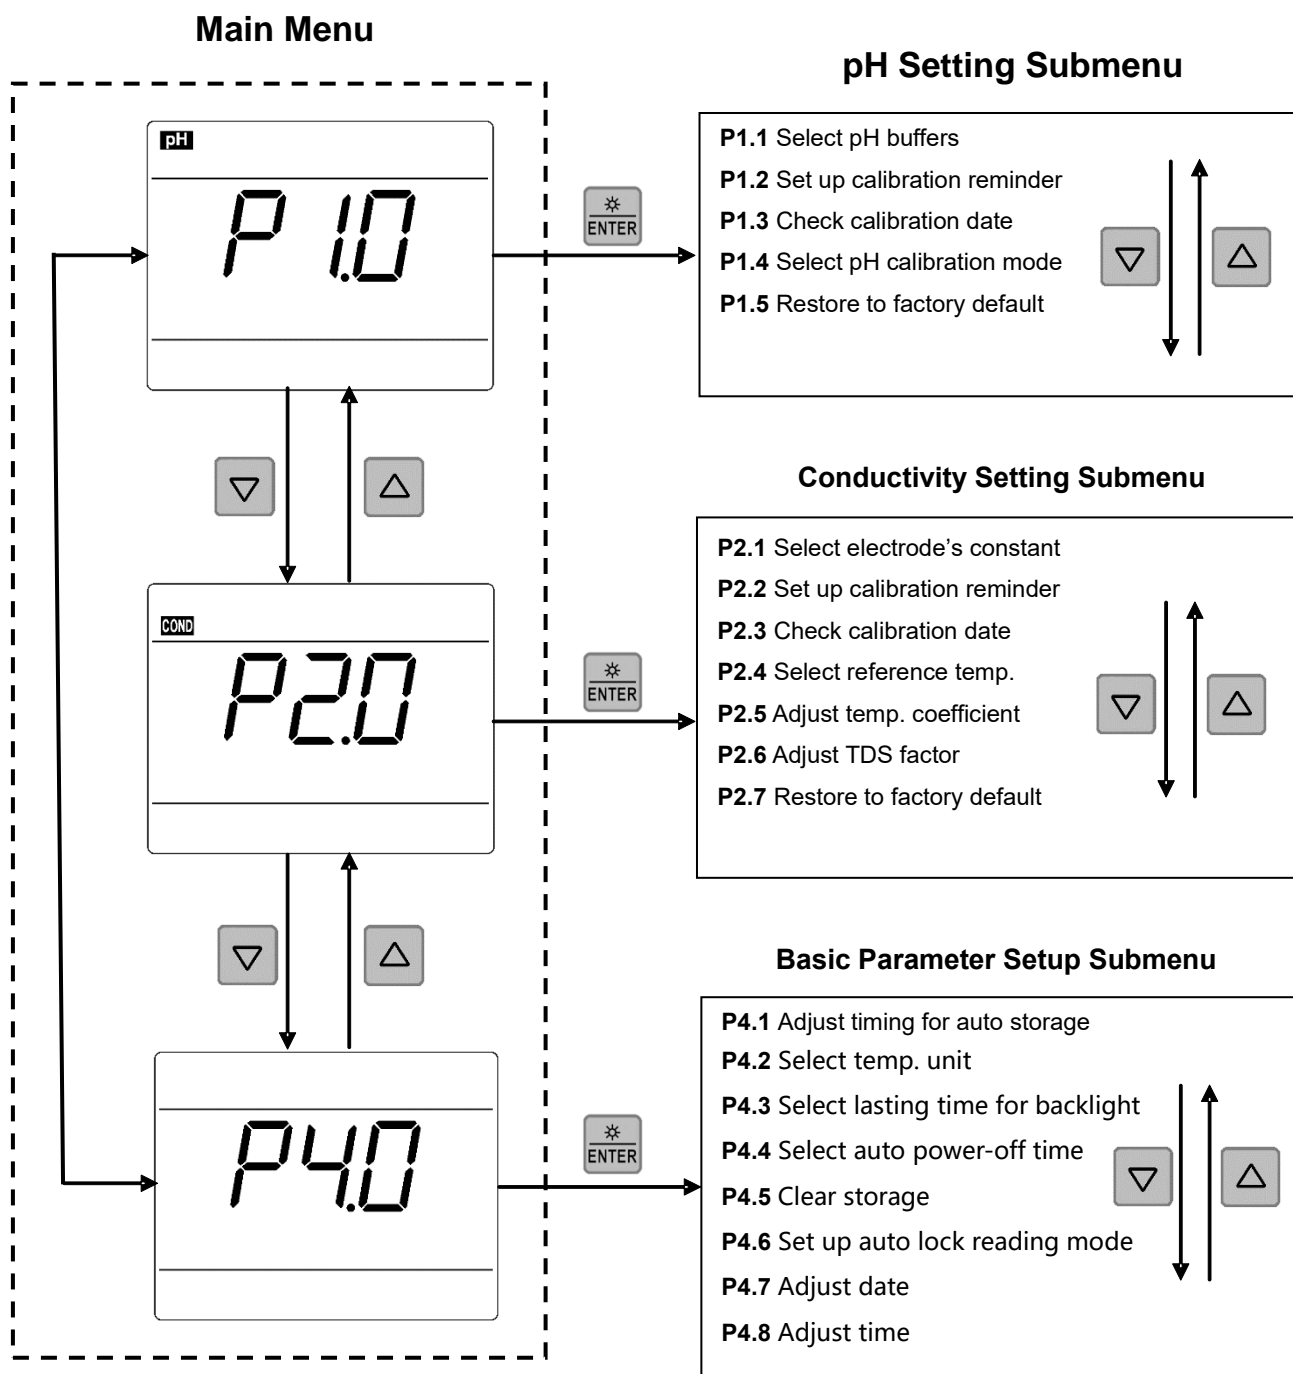 Main Menu
pH Setting Submenu
pH
P1.0
ENTER
P1.1 Select pH buffers
P1.2 Set up calibration reminder
P1.3 Check calibration date
P1.4 Select pH calibration mode
P1.5 Restore to factory default
Conductivity Setting Submenu
COND
P2.0
ENTER
P2.1 Select electrode’s constant
P2.2 Set up calibration reminder
P2.3 Check calibration date
P2.4 Select reference temp.
P2.5 Adjust temp. coefficient
P2.6 Adjust TDS factor
P2.7 Restore to factory default
Basic Parameter Setup Submenu
P4.0
ENTER
P4.1 Adjust timing for auto storage
P4.2 Select temp. unit
P4.3 Select lasting time for backlight
P4.4 Select auto power-off time
P4.5 Clear storage
P4.6 Set up auto lock reading mode
P4.7 Adjust date
P4.8 Adjust time